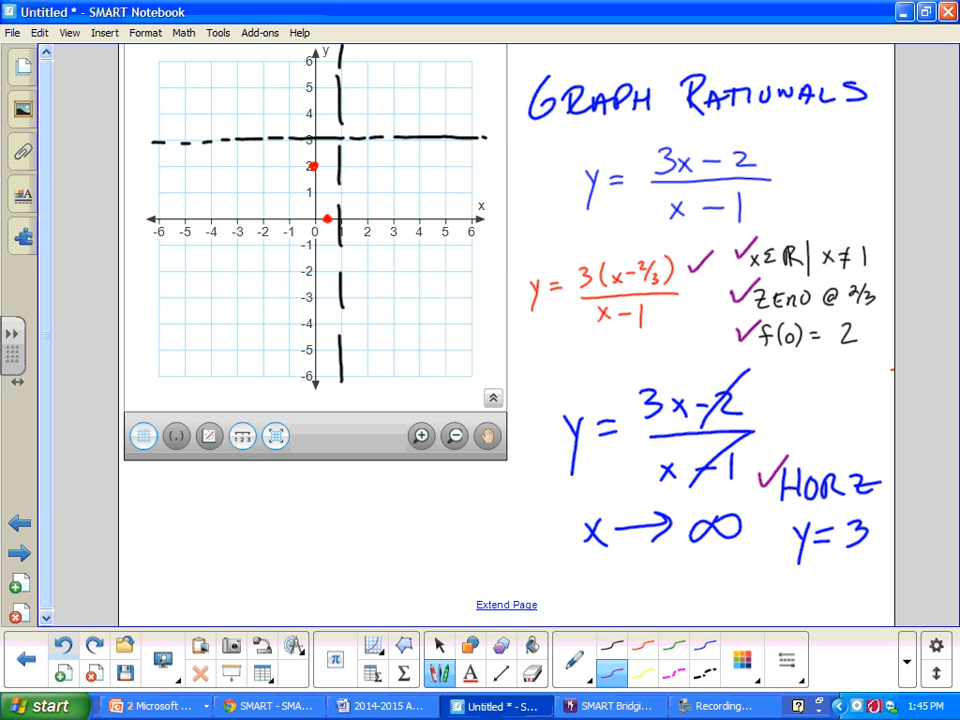 Untitled * - SMART Notebook
File Edit View Insert Format Math Tools Add-ons Help
y
6
5
4
3
2
1
x
-6 -5 -4 -3 -2 -1 0 1 2 3 4 5 6
-1
-2
-3
-4
-5
-6
GRAPH RATIONALS
y = (3x - 2)/(x - 1)
y = 3(x - 2/3)/(x - 1) ✓
✓ x ε R | x ≠ 1
✓ ZERO @ 2/3
✓ f(0) = 2
y = (3x - 2)/(x - 1)
✓ HORZ
x → ∞ y = 3
Extend Page
start 2 Microsoft ... SMART - SMA... 2014-2015 A... Untitled * - S... SMART Bridgi... Recording... 1:45 PM